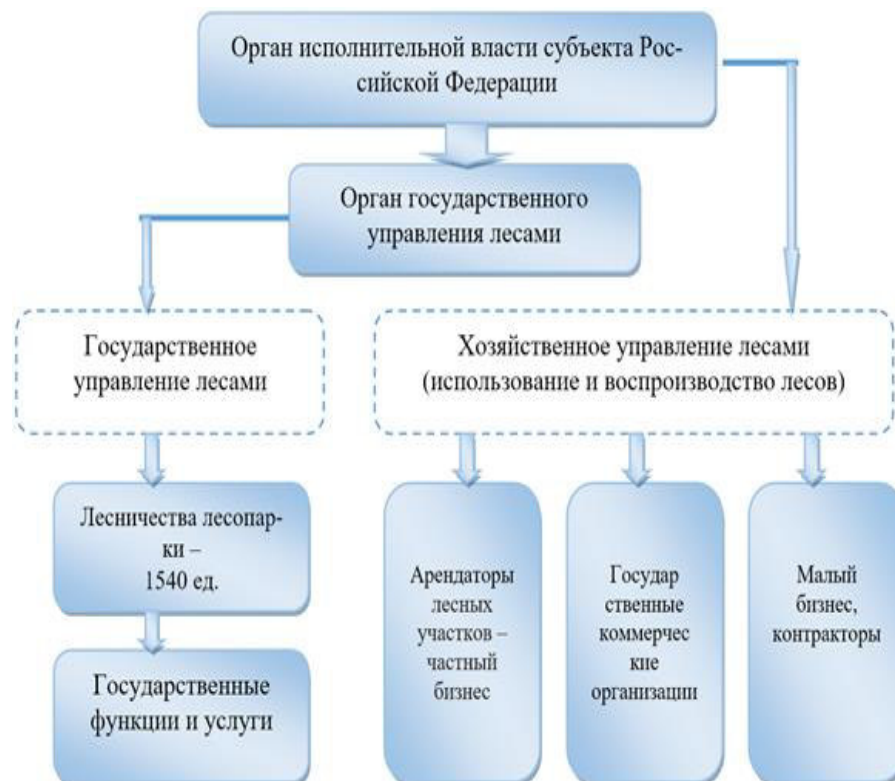 Орган исполнительной власти субъекта Рос-
сийской Федерации
Орган государственного
управления лесами
Государственное
управление лесами
Хозяйственное управление лесами
(использование и воспроизводство лесов)
Лесничества лесопар-
ки –
1540 ед.
Государственные
функции и услуги
Арендаторы
лесных
участков –
частный
бизнес
Государ
ственные
коммерчес
кие
организации
Малый
бизнес,
контракторы